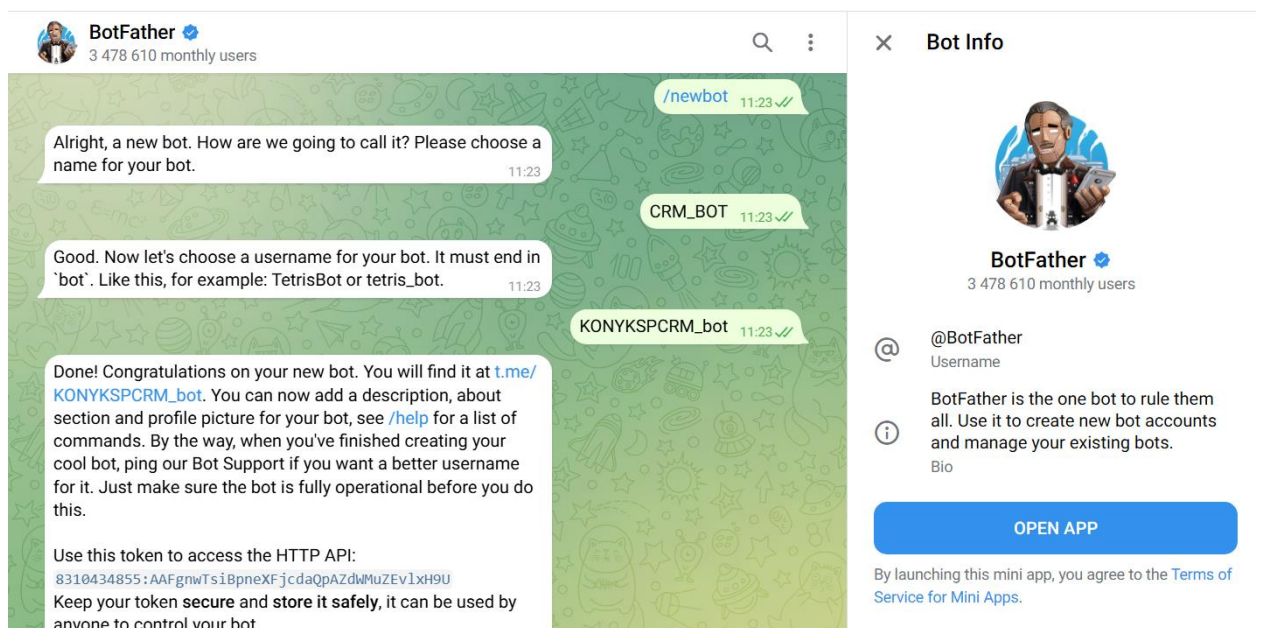 BotFather
3 478 610 monthly users
/newbot 11:23
Alright, a new bot. How are we going to call it? Please choose a
name for your bot.
11:23
CRM_BOT 11:23
Good. Now let's choose a username for your bot. It must end in
`bot`. Like this, for example: TetrisBot or tetris_bot.
11:23
KONYKSPCRM_bot 11:23
Done! Congratulations on your new bot. You will find it at t.me/
KONYKSPCRM_bot. You can now add a description, about
section and profile picture for your bot, see /help for a list of
commands. By the way, when you've finished creating your
cool bot, ping our Bot Support if you want a better username
for it. Just make sure the bot is fully operational before you do
this.
Use this token to access the HTTP API:
8310434855:AAFgnwTsiBpneXFjcdaQpAZdWMuZEvlxH9U
Keep your token secure and store it safely, it can be used by
anyone to control your bot.
Bot Info
BotFather
3 478 610 monthly users
@BotFather
Username
BotFather is the one bot to rule them
all. Use it to create new bot accounts
and manage your existing bots.
Bio
OPEN APP
By launching this mini app, you agree to the Terms of
Service for Mini Apps.